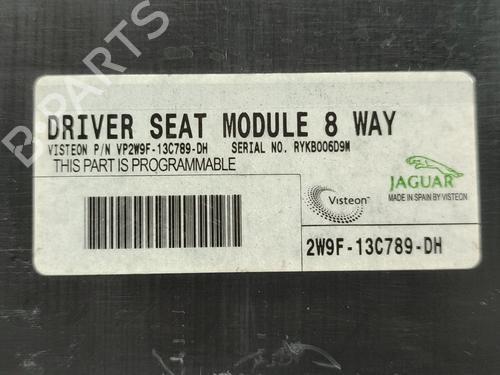 DRIVER SEAT MODULE 8 WAY
VISTEON P/N VP2W9F-13C789-DH SERIAL NO. RYKB006D9M
THIS PART IS PROGRAMMABLE
Visteon
JAGUAR
MADE IN SPAIN BY VISTEON
2W9F-13C789-DH
B-PARTS